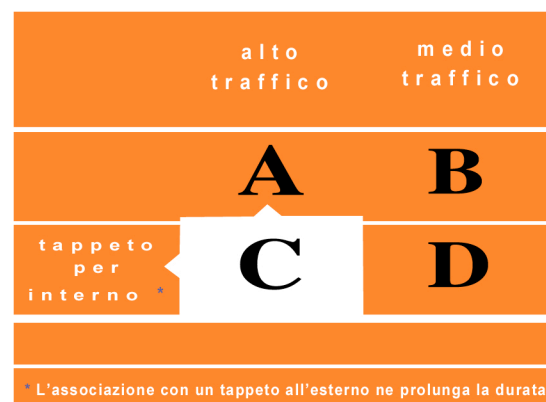 alto medio
traffico traffico
A B
tappeto
per
interno *
C D
* L'associazione con un tappeto all'esterno ne prolunga la durata